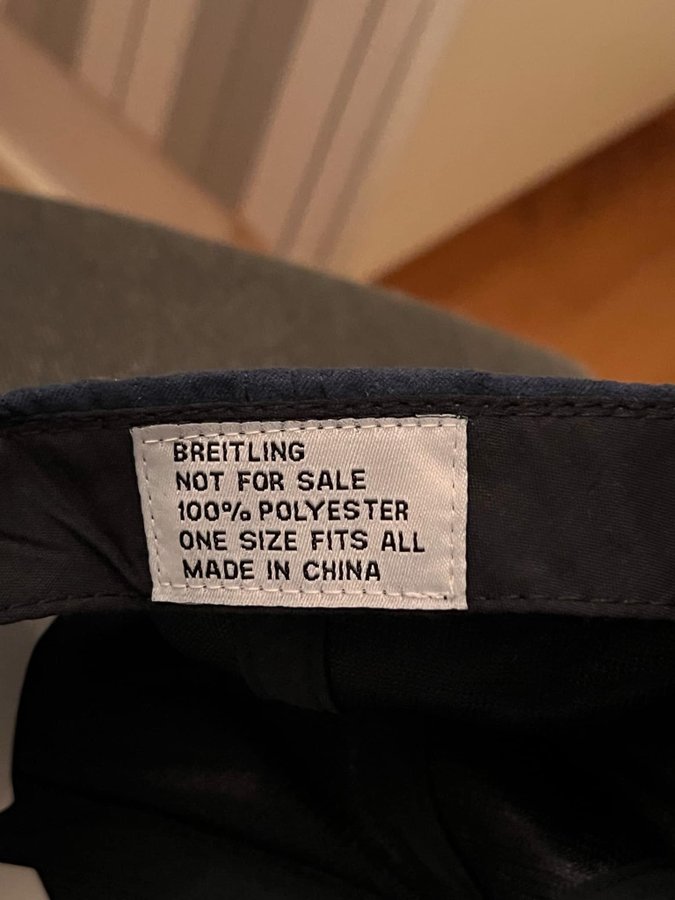 BREITLING
NOT FOR SALE
100% POLYESTER
ONE SIZE FITS ALL
MADE IN CHINA